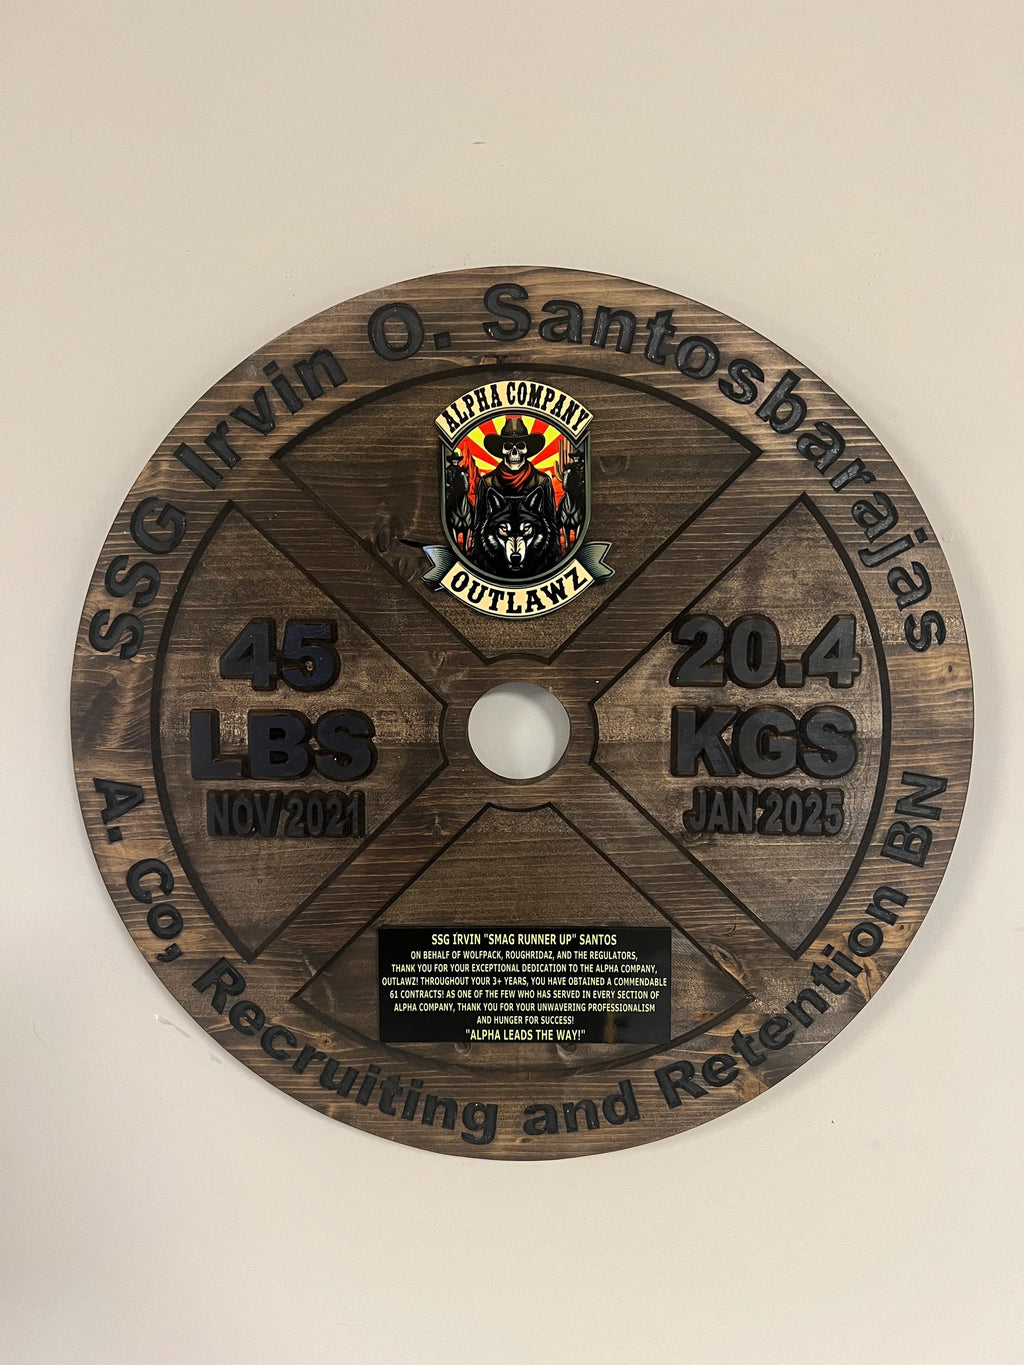 SSG Irvin O. Santosbarajas
ALPHA COMPANY
OUTLAWZ
45
LBS
NOV 2021
20.4
KGS
JAN 2025
SSG IRVIN "SMAG RUNNER UP" SANTOS
ON BEHALF OF WOLFPACK, ROUGHRIDAZ, AND THE REGULATORS,
THANK YOU FOR YOUR EXCEPTIONAL DEDICATION TO THE ALPHA COMPANY,
OUTLAWZ! THROUGHOUT YOUR 3+ YEARS, YOU HAVE OBTAINED A COMMENDABLE
61 CONTRACTS! AS ONE OF THE FEW WHO HAS SERVED IN EVERY SECTION OF
ALPHA COMPANY, THANK YOU FOR YOUR UNWAVERING PROFESSIONALISM
AND HUNGER FOR SUCCESS!
"ALPHA LEADS THE WAY!"
A. Co, Recruiting and Retention BN